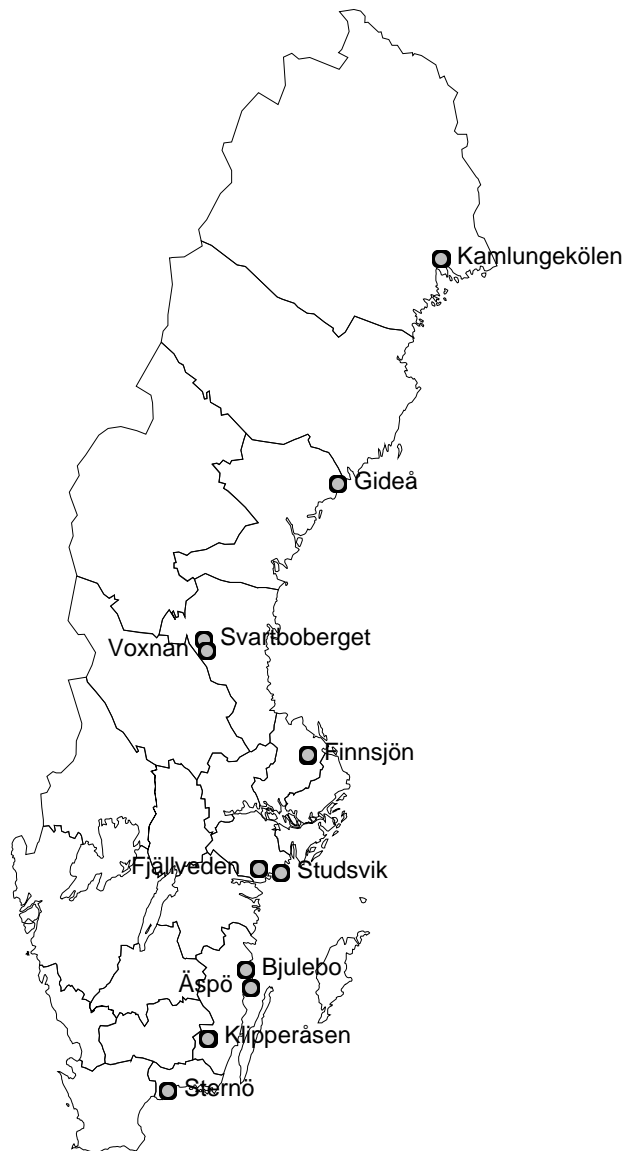 Kamlungekölen
Gideå
Svartboberget
Voxnan
Finnsjön
Fjällveden
Studsvik
Bjulebo
Äspö
Klipperåsen
Sternö